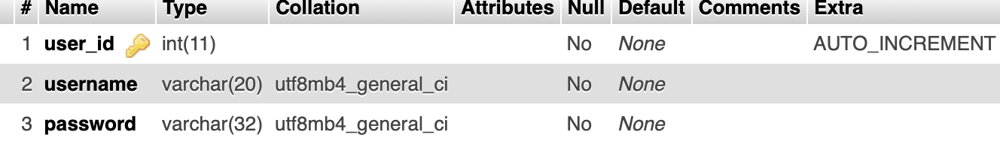 # Name Type Collation Attributes Null Default Comments Extra
1 user_id int(11) No None AUTO_INCREMENT
2 username varchar(20) utf8mb4_general_ci No None
3 password varchar(32) utf8mb4_general_ci No None